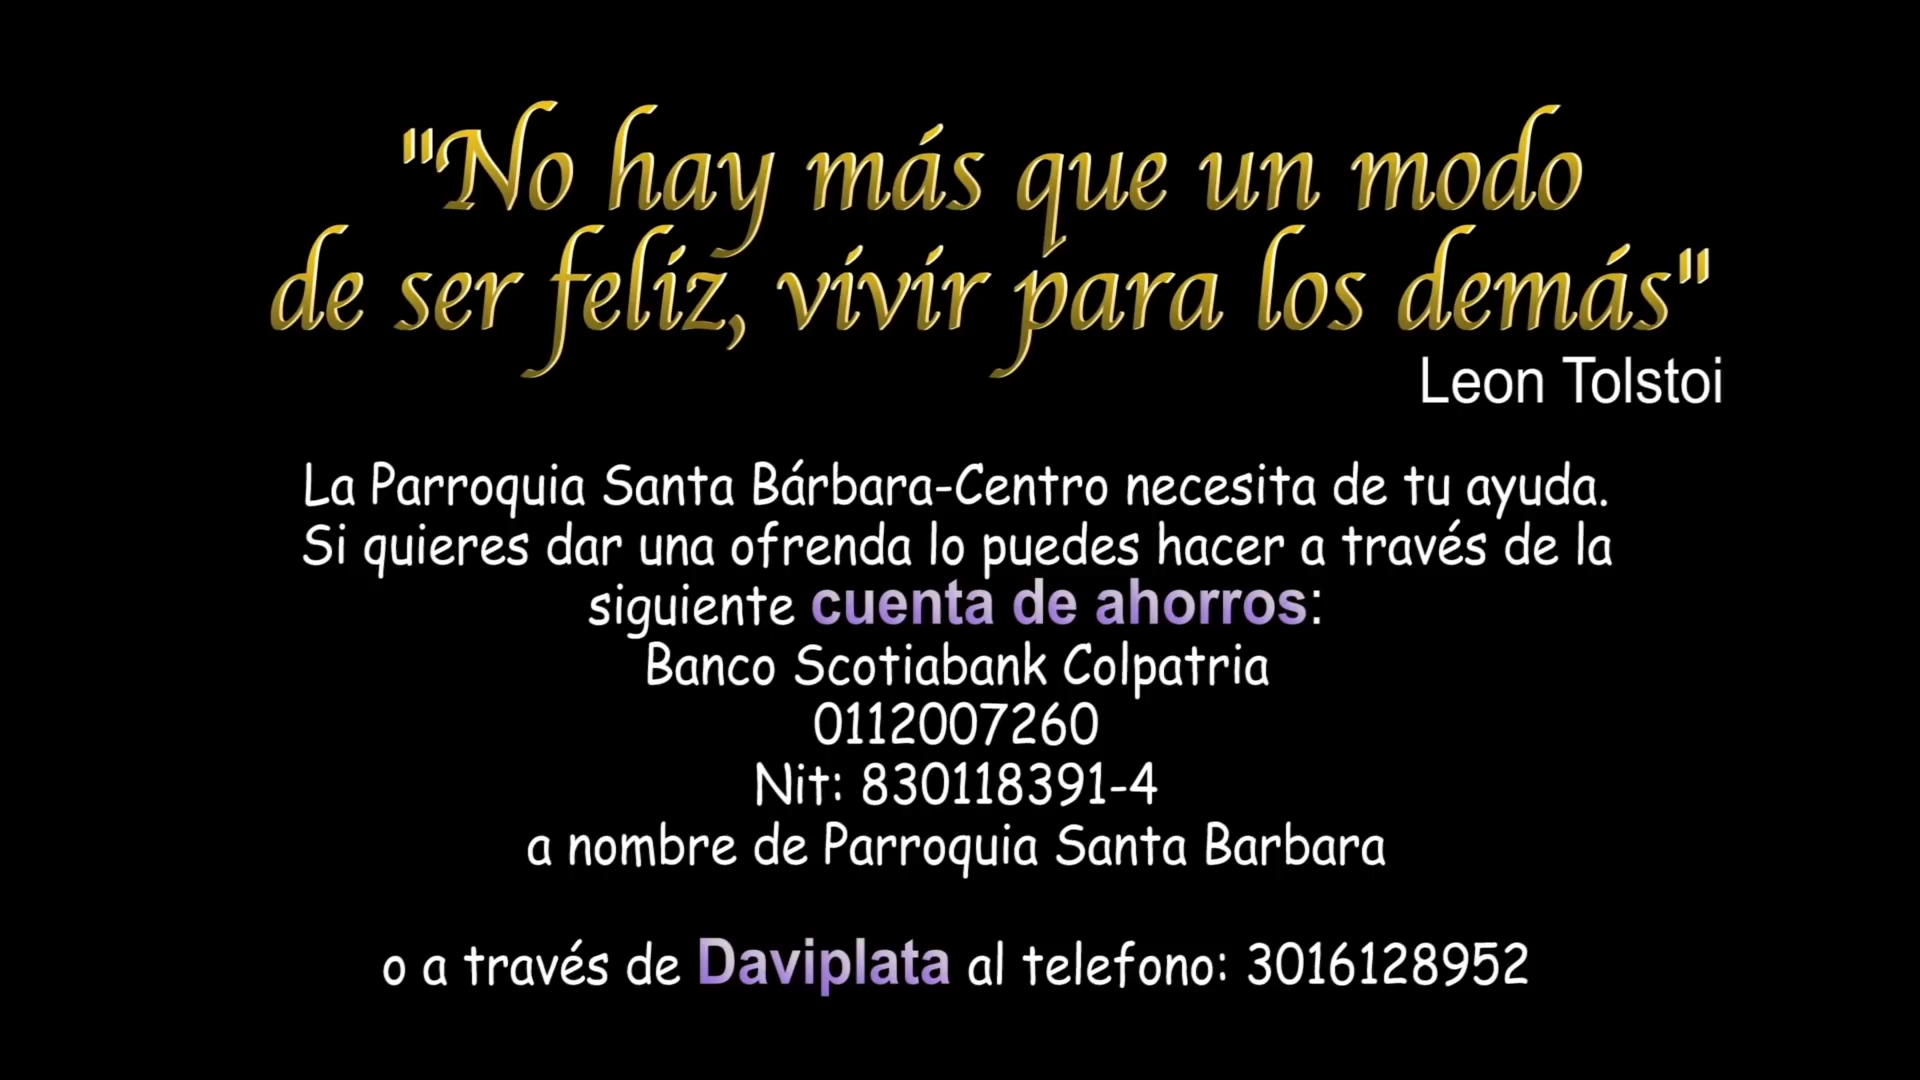 "No hay más que un modo
de ser feliz, vivir para los demás"
Leon Tolstoi
La Parroquia Santa Bárbara-Centro necesita de tu ayuda.
Si quieres dar una ofrenda lo puedes hacer a través de la
siguiente cuenta de ahorros:
Banco Scotiabank Colpatria
0112007260
Nit: 830118391-4
a nombre de Parroquia Santa Barbara
o a través de Daviplata al telefono: 3016128952